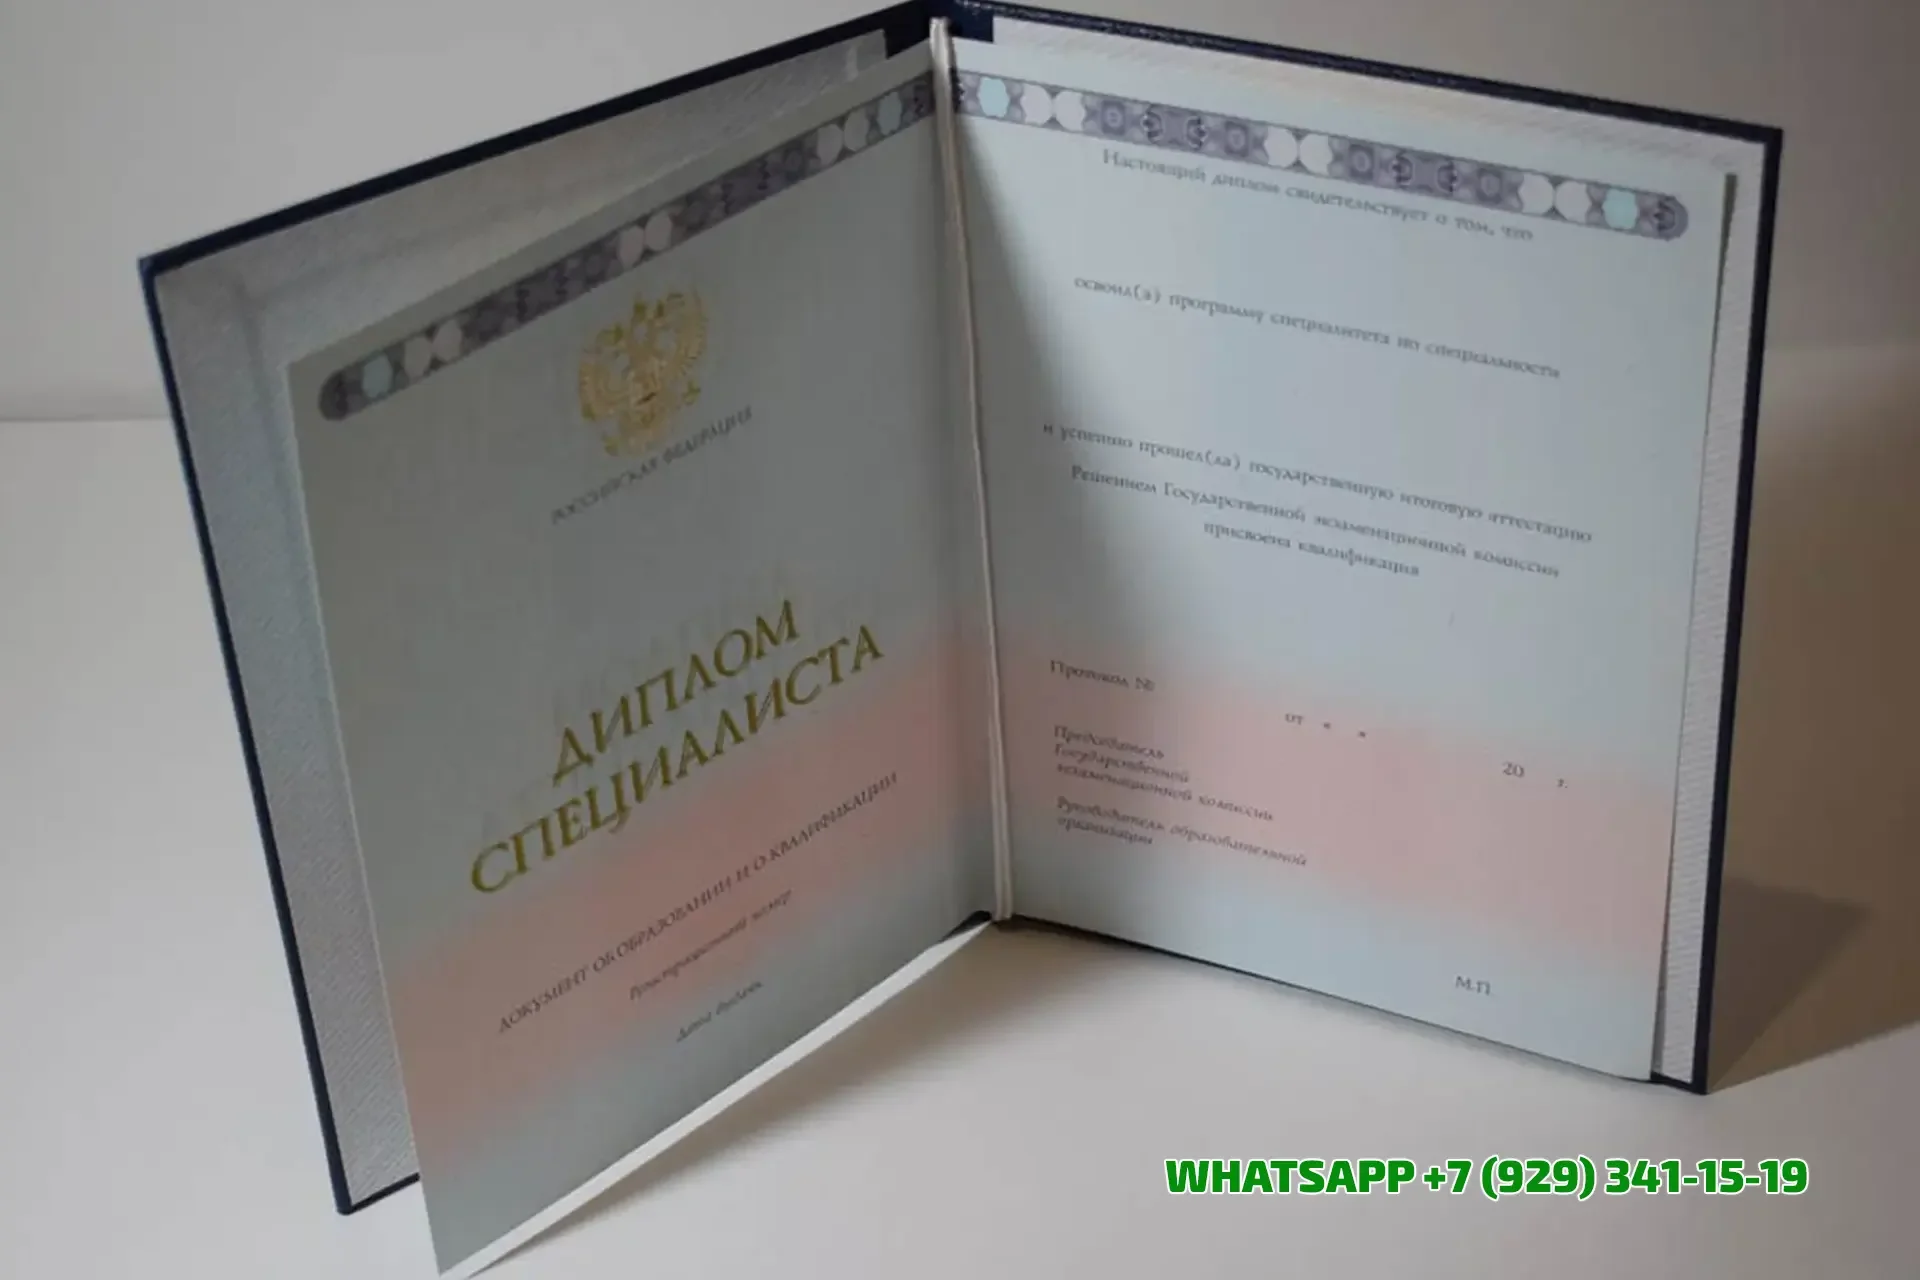 РОССИЙСКАЯ ФЕДЕРАЦИЯ
ДИПЛОМ
СПЕЦИАЛИСТА
ДОКУМЕНТ ОБ ОБРАЗОВАНИИ И О КВАЛИФИКАЦИИ
Регистрационный номер
Дата выдачи
Настоящий диплом свидетельствует о том, что
освоил(а) программу специалитета по специальности
и успешно прошел(ла) государственную итоговую аттестацию
Решением Государственной экзаменационной комиссии
присвоена квалификация
Протокол №
от « »
20 г.
Председатель
Государственной
экзаменационной комиссии
Руководитель образовательной
организации
М.П.
WHATSAPP +7 (929) 341-15-19